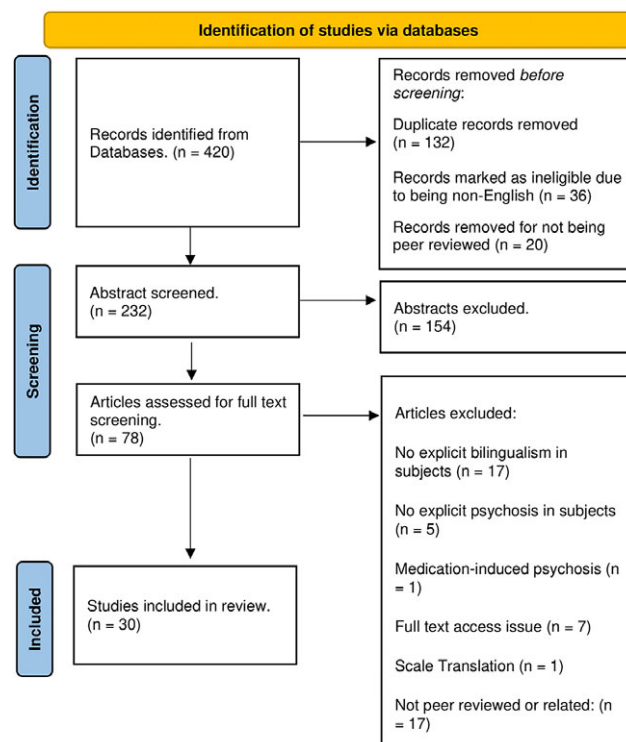 Identification of studies via databases
Identification
Records identified from
Databases. (n = 420)
Records removed before
screening:
Duplicate records removed
(n = 132)
Records marked as ineligible due
to being non-English (n = 36)
Records removed for not being
peer reviewed (n = 20)
Screening
Abstract screened.
(n = 232)
Abstracts excluded.
(n = 154)
Articles assessed for full text
screening.
(n = 78)
Articles excluded:
No explicit bilingualism in
subjects (n = 17)
No explicit psychosis in subjects
(n = 5)
Medication-induced psychosis (n
= 1)
Full text access issue (n = 7)
Scale Translation (n = 1)
Not peer reviewed or related: (n
= 17)
Included
Studies included in review.
(n = 30)